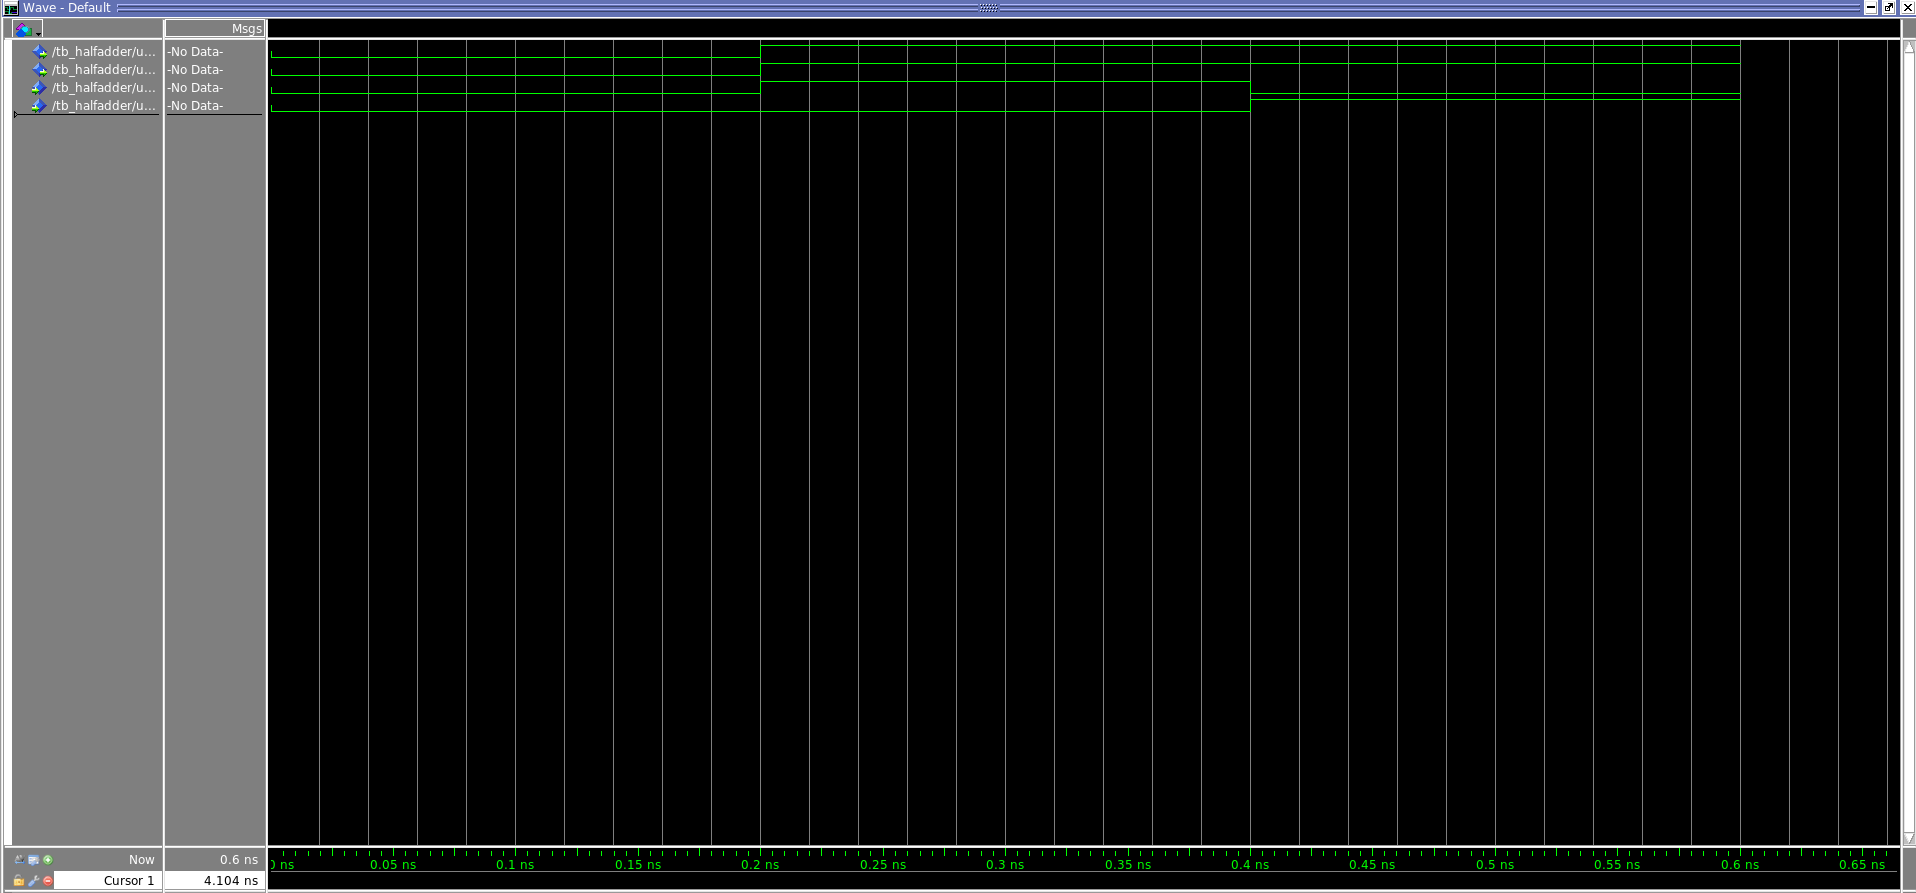 Wave - Default
Msgs
/tb_halfadder/u... -No Data-
/tb_halfadder/u... -No Data-
/tb_halfadder/u... -No Data-
/tb_halfadder/u... -No Data-
Now 0.6 ns
0 ns 0.05 ns 0.1 ns 0.15 ns 0.2 ns 0.25 ns 0.3 ns 0.35 ns 0.4 ns 0.45 ns 0.5 ns 0.55 ns 0.6 ns 0.65 ns
Cursor 1 4.104 ns